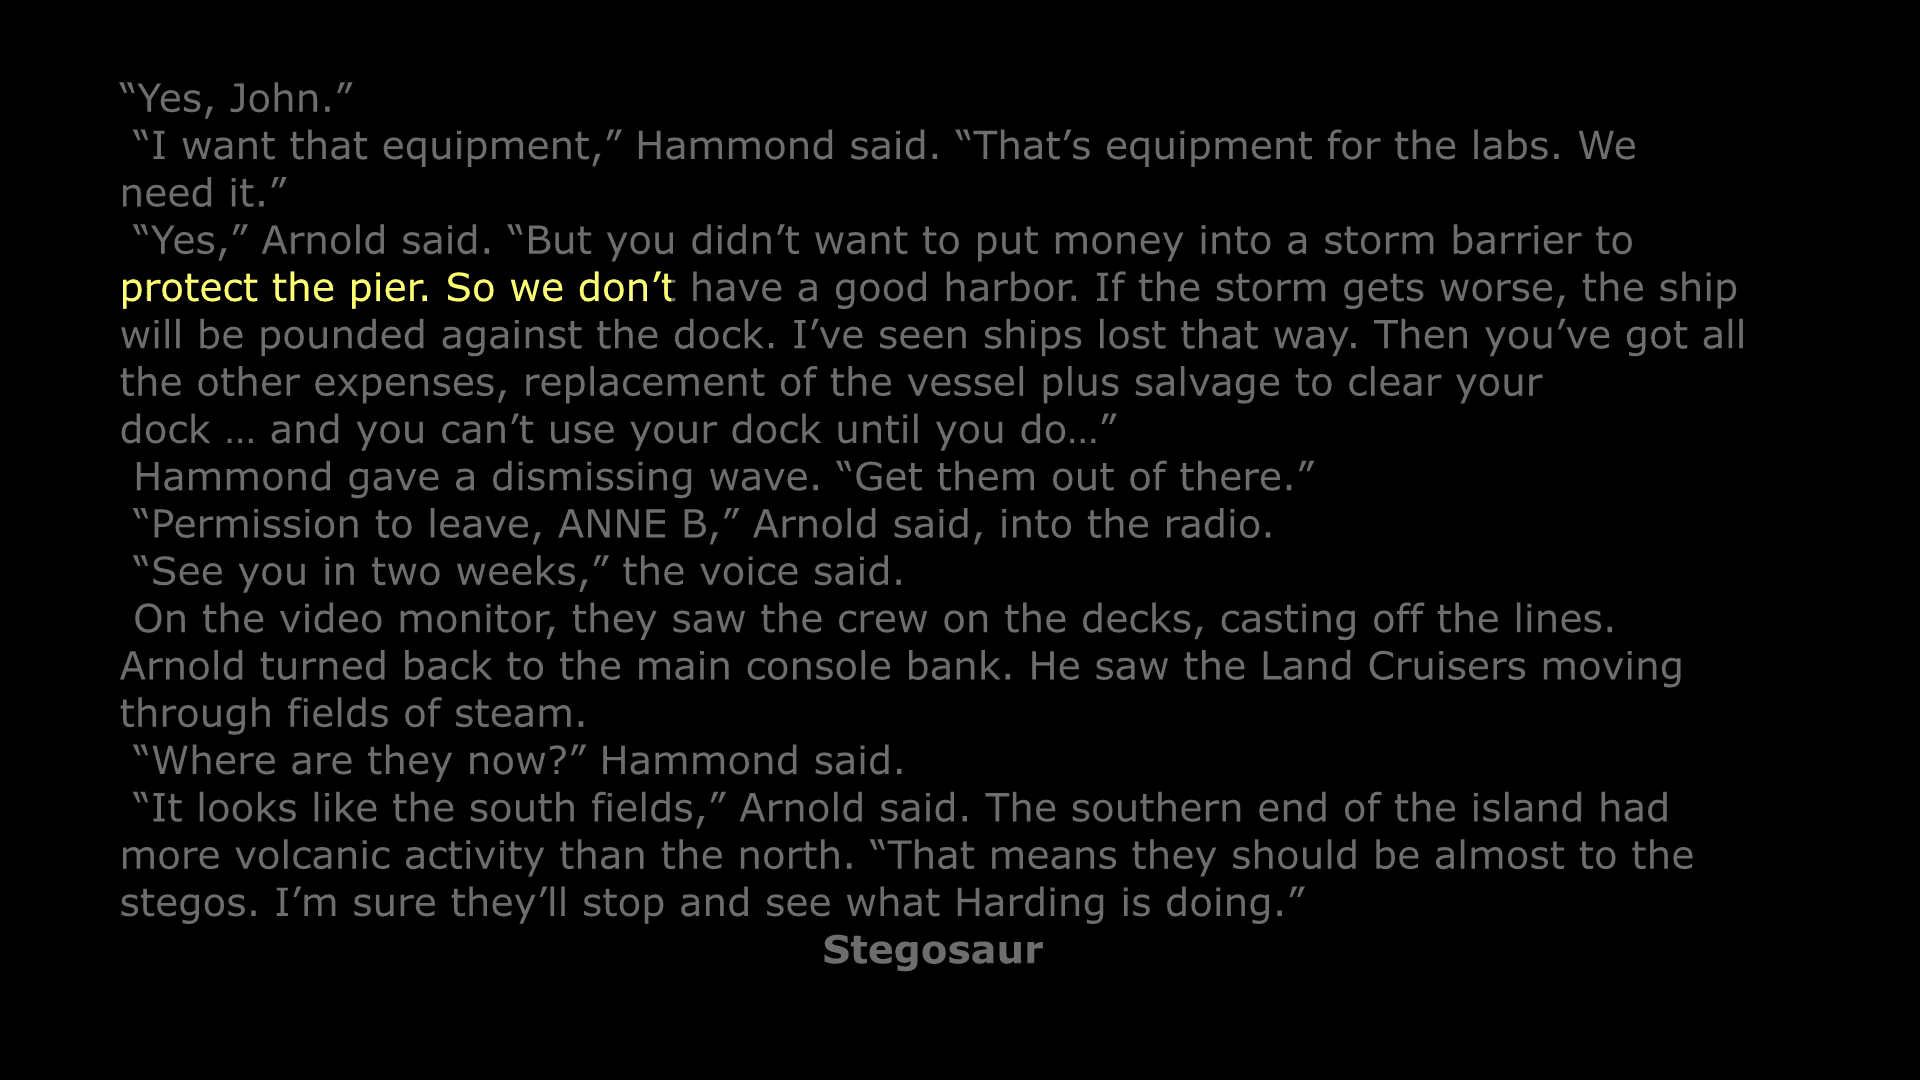 “Yes, John.”
“I want that equipment,” Hammond said. “That’s equipment for the labs. We
need it.”
“Yes,” Arnold said. “But you didn’t want to put money into a storm barrier to
protect the pier. So we don’t have a good harbor. If the storm gets worse, the ship
will be pounded against the dock. I’ve seen ships lost that way. Then you’ve got all
the other expenses, replacement of the vessel plus salvage to clear your
dock … and you can’t use your dock until you do…”
Hammond gave a dismissing wave. “Get them out of there.”
“Permission to leave, ANNE B,” Arnold said, into the radio.
“See you in two weeks,” the voice said.
On the video monitor, they saw the crew on the decks, casting off the lines.
Arnold turned back to the main console bank. He saw the Land Cruisers moving
through fields of steam.
“Where are they now?” Hammond said.
“It looks like the south fields,” Arnold said. The southern end of the island had
more volcanic activity than the north. “That means they should be almost to the
stegos. I’m sure they’ll stop and see what Harding is doing.”
Stegosaur